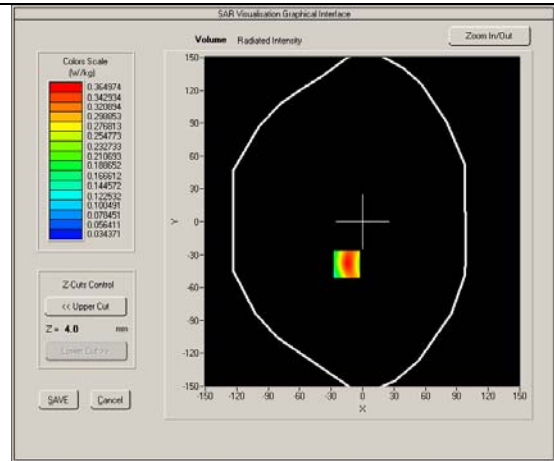 SAR Visualisation Graphical Interface
Volume Radiated Intensity
Zoom In/Out
Colors Scale
(W/kg)
0.364974
0.342934
0.320894
0.298853
0.276813
0.254773
0.232733
0.210693
0.188652
0.166612
0.144572
0.122532
0.100491
0.078451
0.056411
0.034371
Z-Cuts Control
<< Upper Cut
Z = 4.0 mm
Lower Cut >>
SAVE Cancel
150
120
90
60
30
0
-30
-60
-90
-120
-150
Y
-150 -120 -90 -60 -30 0 30 60 90 120 150
X